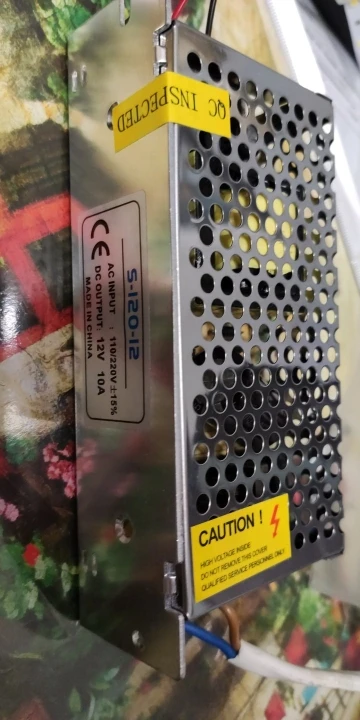 QC INSPECTED
S-120-12
AC INPUT : 110/220V±15%
DC OUTPUT: 12V 10A
MADE IN CHINA
CE
CAUTION !
HIGH VOLTAGE INSIDE
DO NOT REMOVE THIS COVER
QUALIFIED SERVICE PERSONNEL ONLY